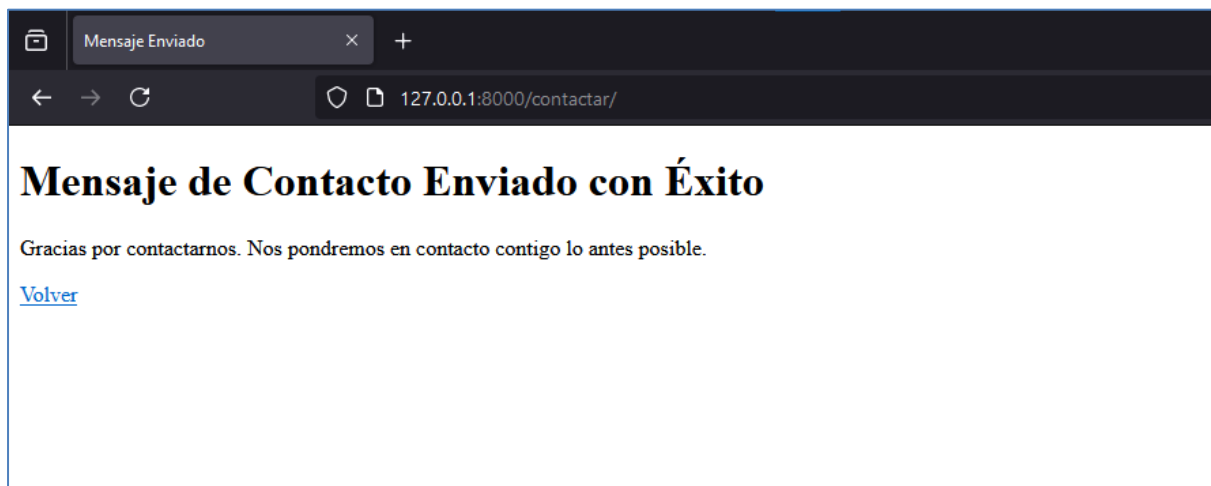 Mensaje Enviado
127.0.0.1:8000/contactar/
Mensaje de Contacto Enviado con Éxito
Gracias por contactarnos. Nos pondremos en contacto contigo lo antes posible.
Volver